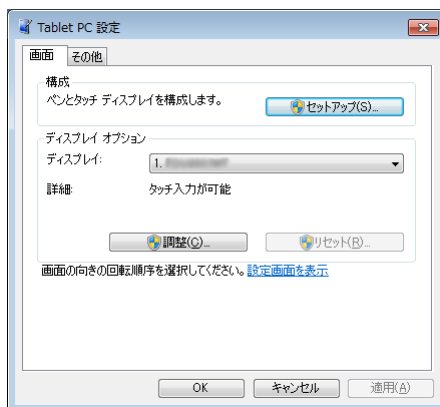 Tablet PC 設定
画面 その他
構成
ペンとタッチ ディスプレイを構成します。 セットアップ(S)...
ディスプレイ オプション
ディスプレイ: 1.
詳細: タッチ入力が可能
調整(C)... リセット(R)...
画面の向きの回転順序を選択してください。設定画面を表示
OK キャンセル 適用(A)